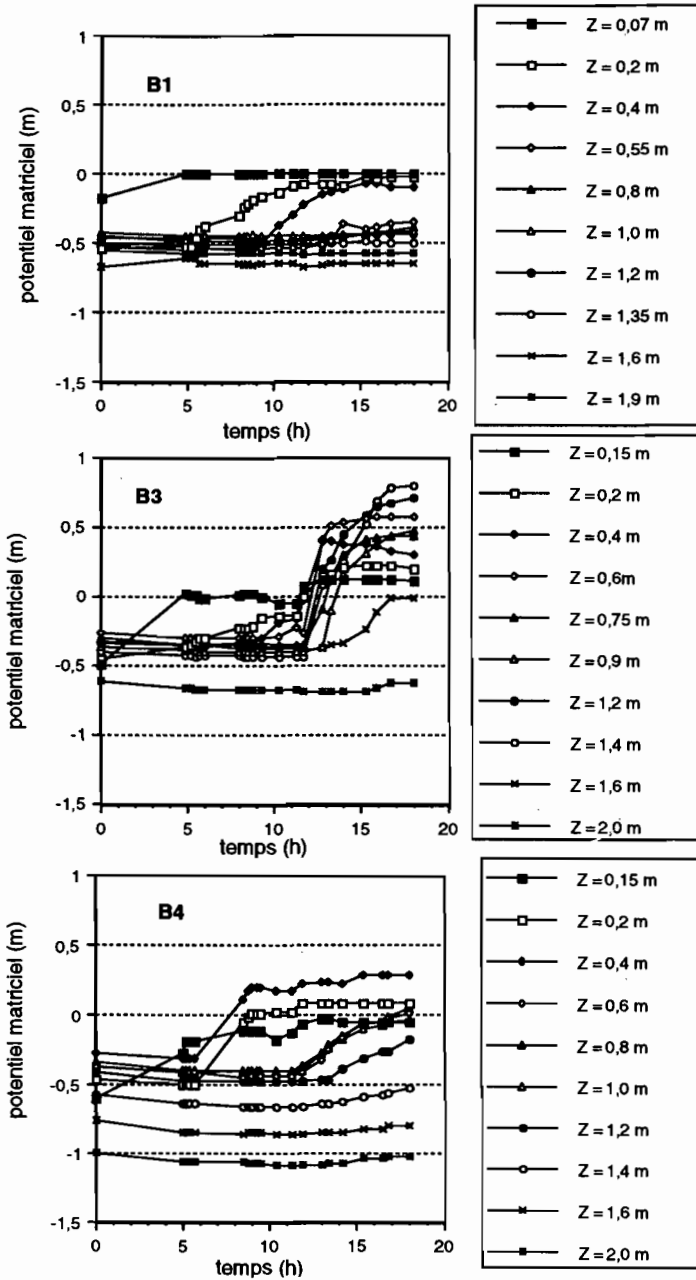 B1
potentiel matriciel (m)
1
0,5
0
-0,5
-1
-1,5
0
5
10
15
20
temps (h)
Z = 0,07 m
Z = 0,2 m
Z = 0,4 m
Z = 0,55 m
Z = 0,8 m
Z = 1,0 m
Z = 1,2 m
Z = 1,35 m
Z = 1,6 m
Z = 1,9 m
B3
potentiel matriciel (m)
1
0,5
0
-0,5
-1
-1,5
0
5
10
15
20
temps (h)
Z = 0,15 m
Z = 0,2 m
Z = 0,4 m
Z = 0,6m
Z = 0,75 m
Z = 0,9 m
Z = 1,2 m
Z = 1,4 m
Z = 1,6 m
Z = 2,0 m
B4
potentiel matriciel (m)
1
0,5
0
-0,5
-1
-1,5
0
5
10
15
20
temps (h)
Z = 0,15 m
Z = 0,2 m
Z = 0,4 m
Z = 0,6 m
Z = 0,8 m
Z = 1,0 m
Z = 1,2 m
Z = 1,4 m
Z = 1,6 m
Z = 2,0 m